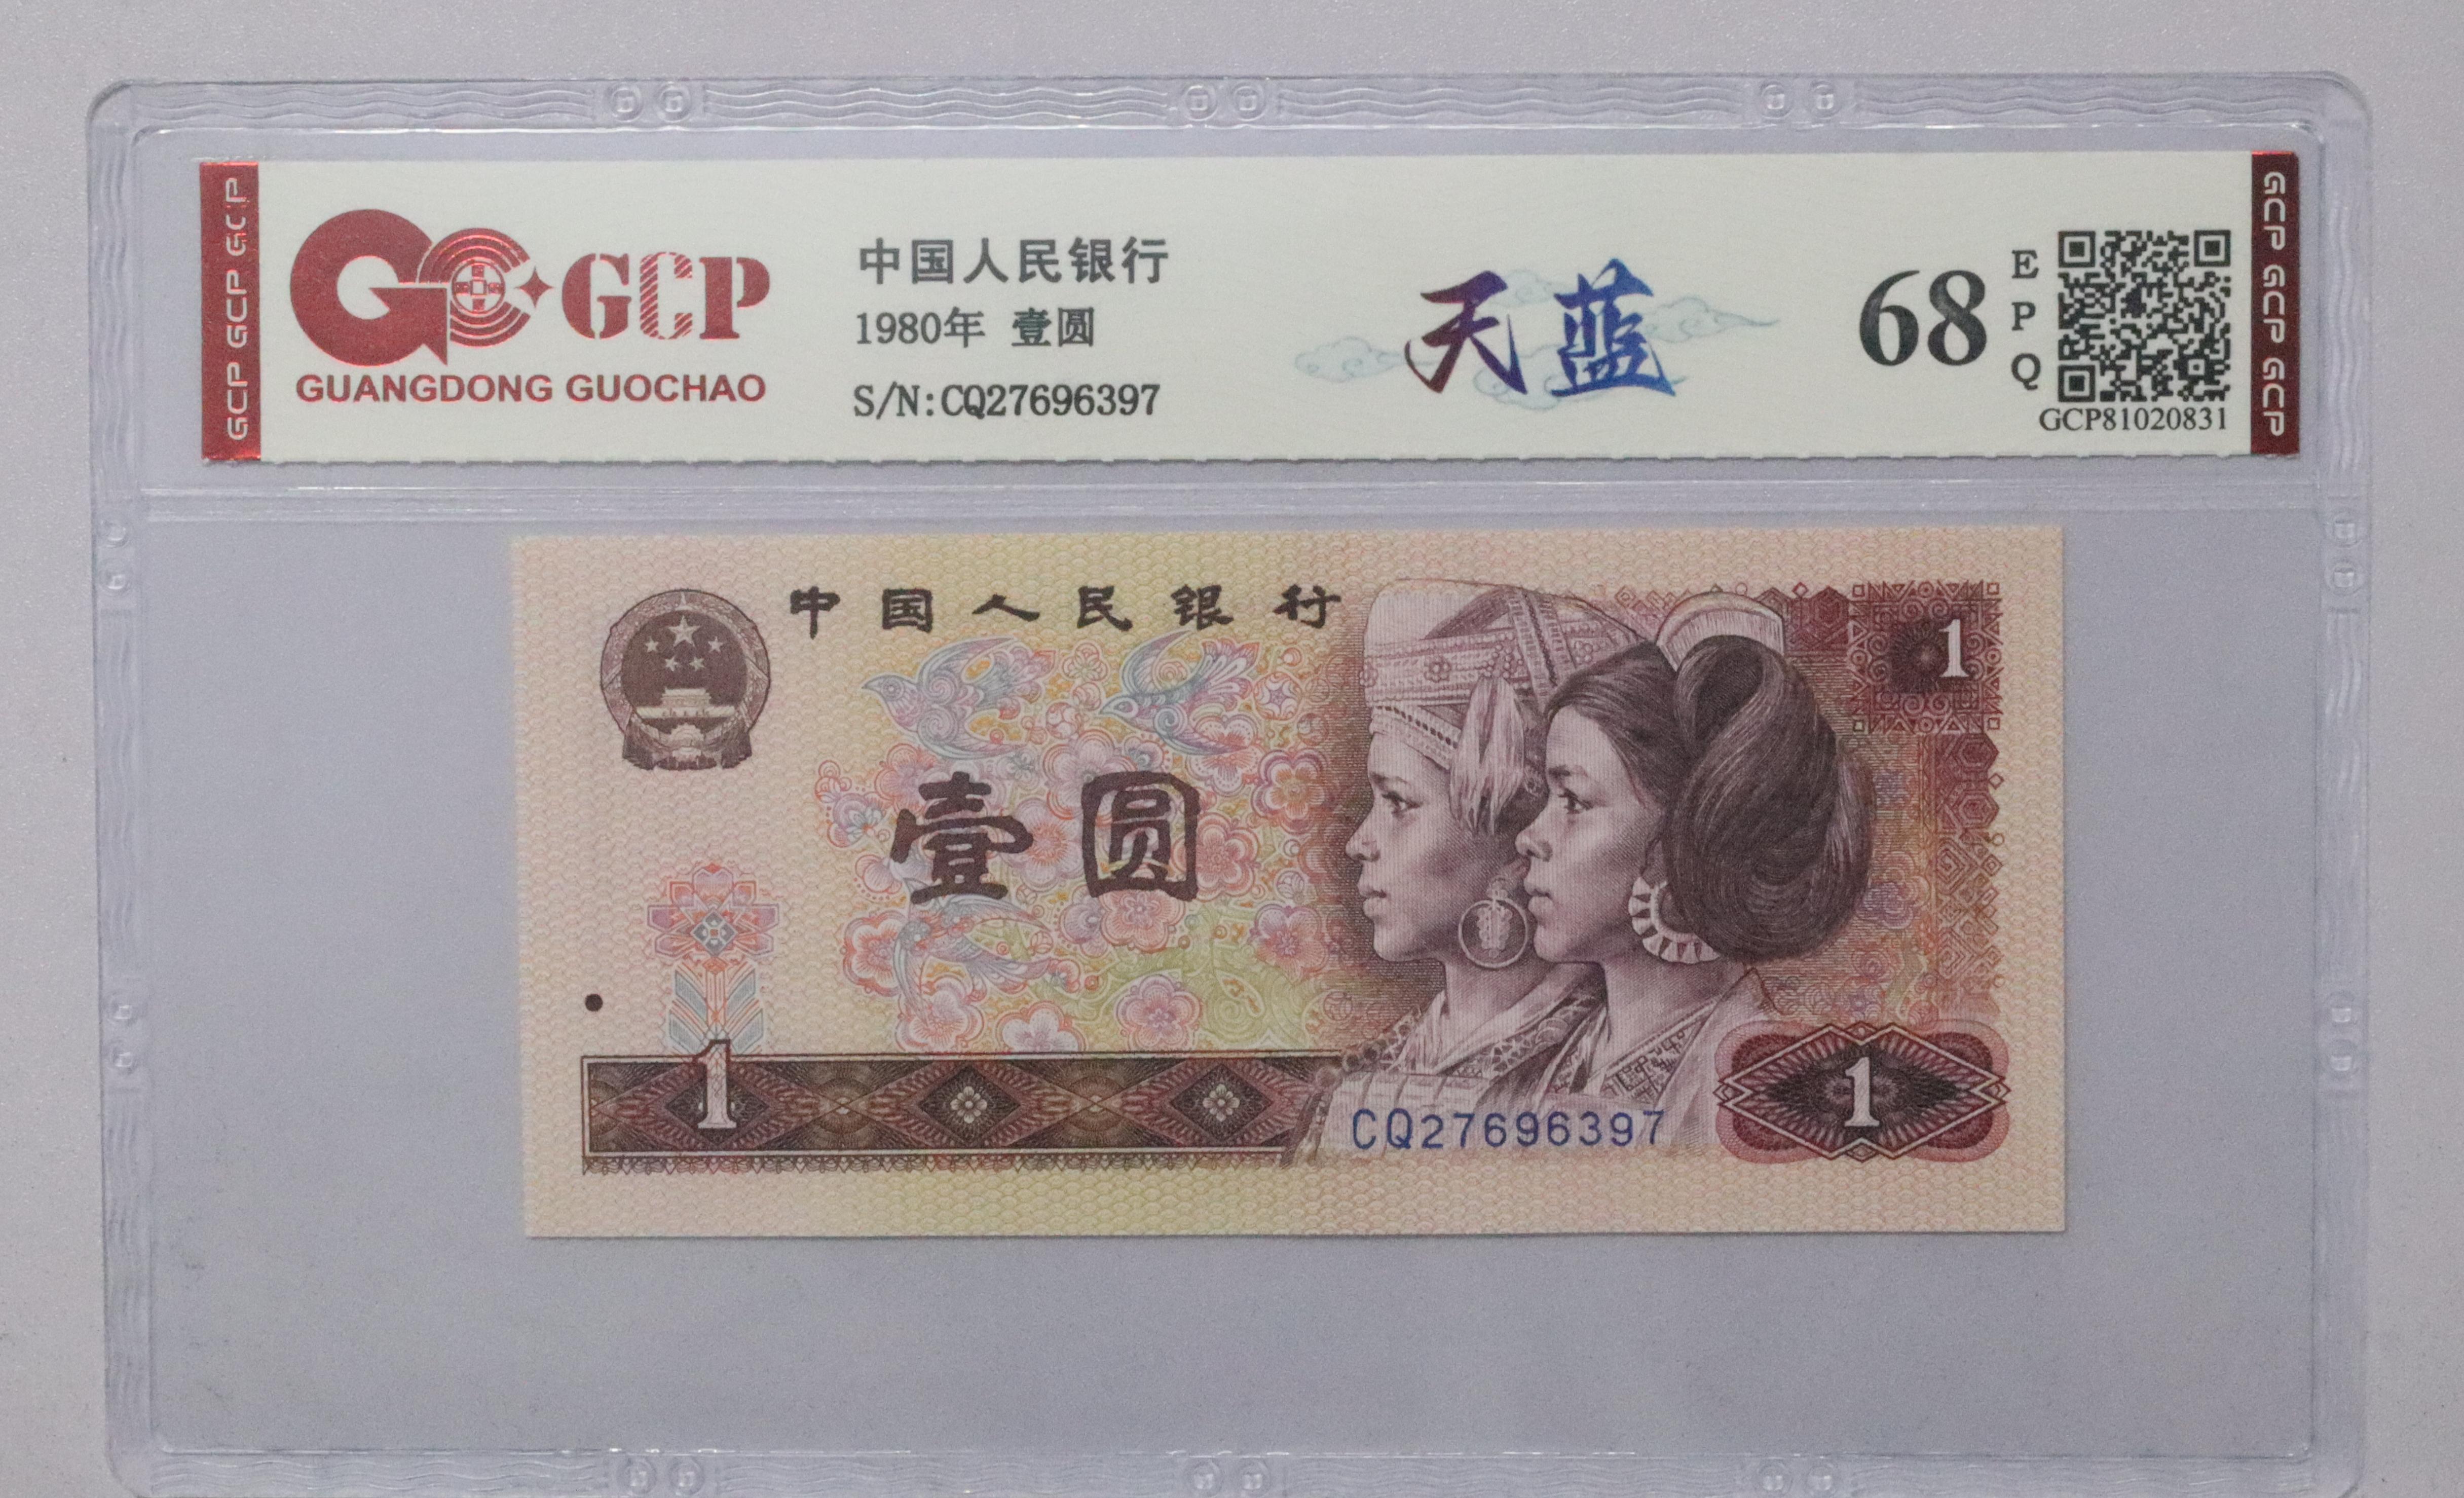 GCP GCP GCP
GCP
GUANGDONG GUOCHAO
中国人民银行
1980年 壹圆
S/N:CQ27696397
天蓝
68
EPQ
GCP81020831
GCP GCP GCP
中国人民银行
1
壹圆
1
CQ27696397
1